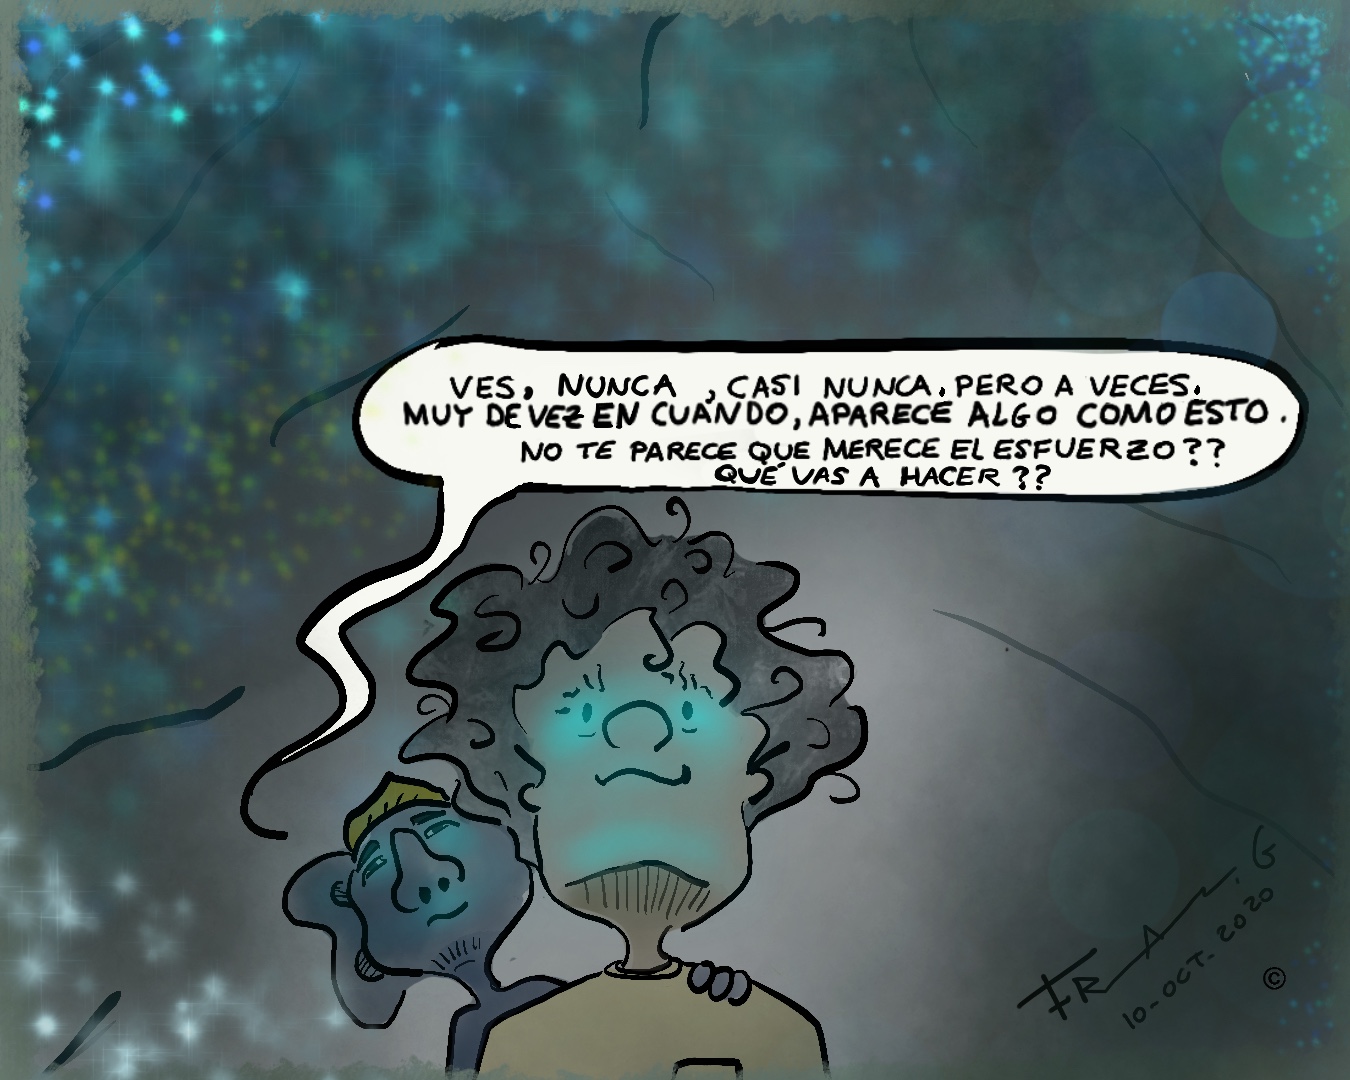 VES, NUNCA , CASI NUNCA. PERO A VECES.
MUY DE VEZ EN CUANDO, APARECE ALGO COMO ESTO.
NO TE PARECE QUE MERECE EL ESFUERZO??
QUÉ VAS A HACER??
FRAN.G
10-OCT-2020
©